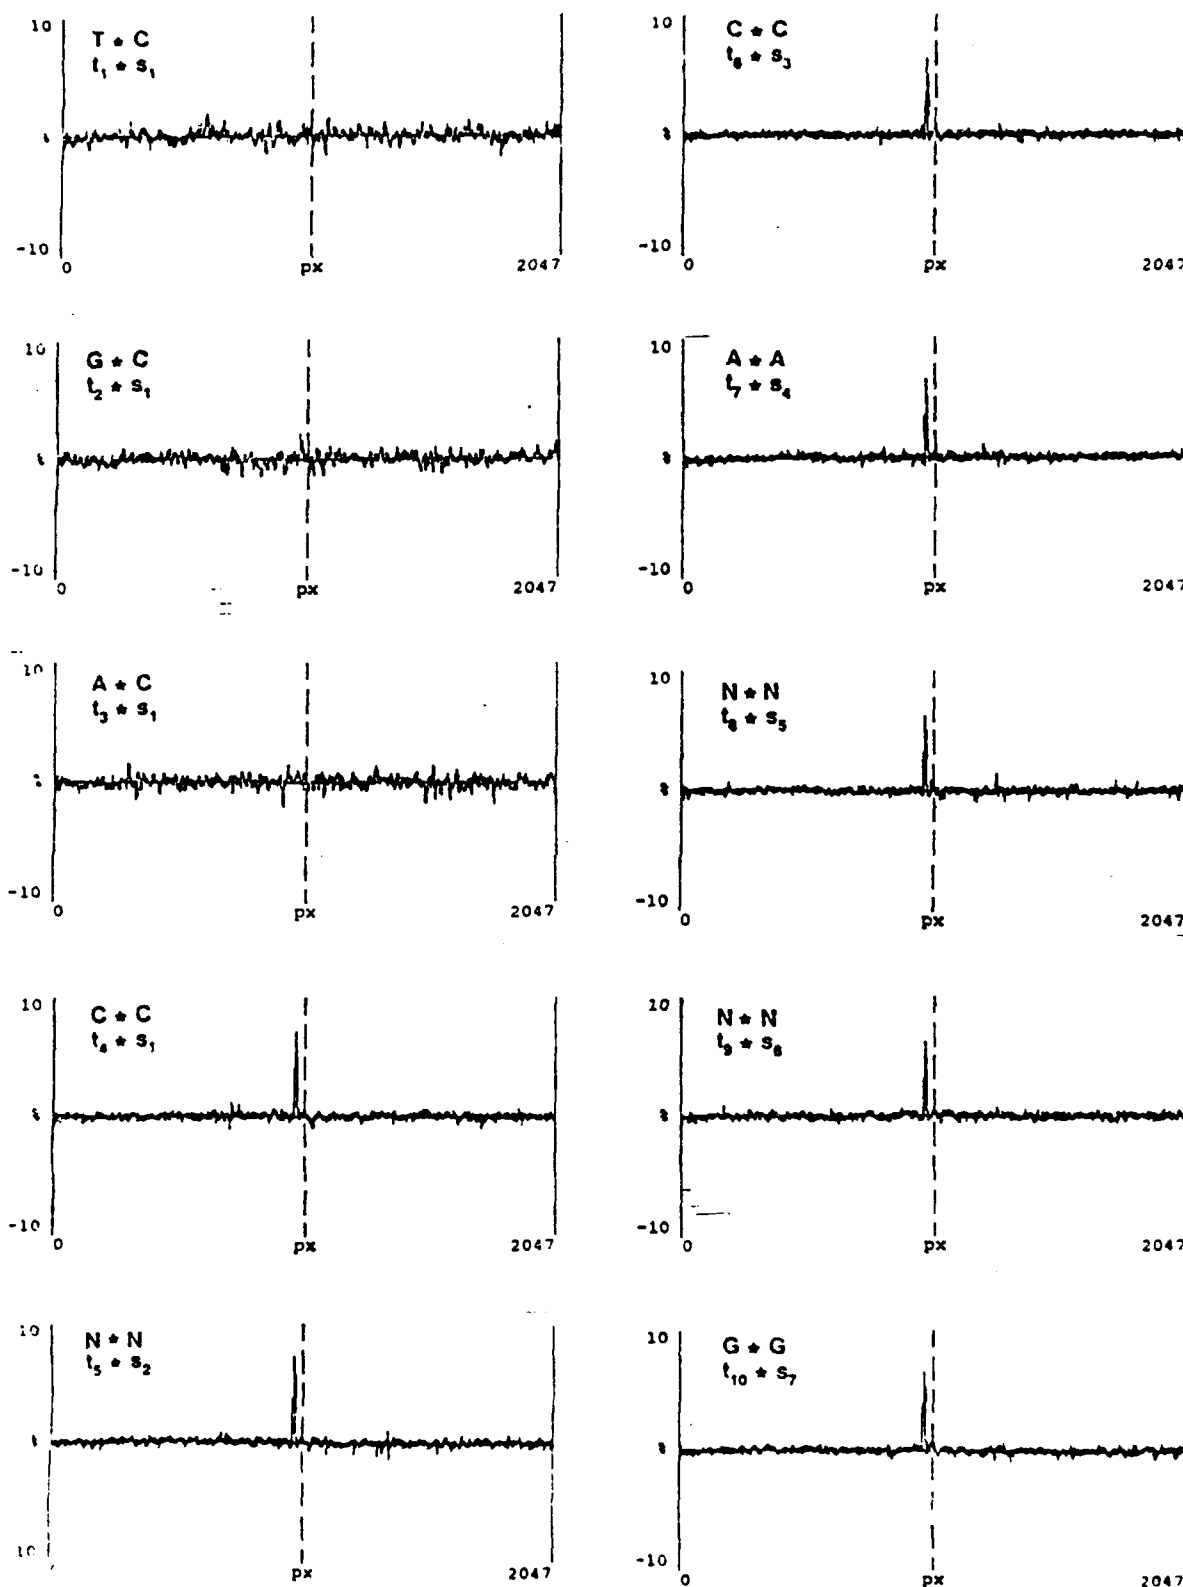 10
T * C
t₁ * s₁
%
-10
0 px 2047
10
G * C
t₂ * s₁
%
-10
0 px 2047
10
A * C
t₃ * s₁
%
-10
0 px 2047
10
C * C
t₄ * s₁
%
-10
0 px 2047
10
N * N
t₅ * s₂
%
10
px 2047
10
C * C
t₆ * s₃
%
-10
0 px 2047
10
A * A
t₇ * s₄
%
-10
0 px 2047
10
N * N
t₈ * s₅
%
-10
0 px 2047
10
N * N
t₉ * s₆
%
-10
0 px 2047
10
G * G
t₁₀ * s₇
%
-10
0 px 2047